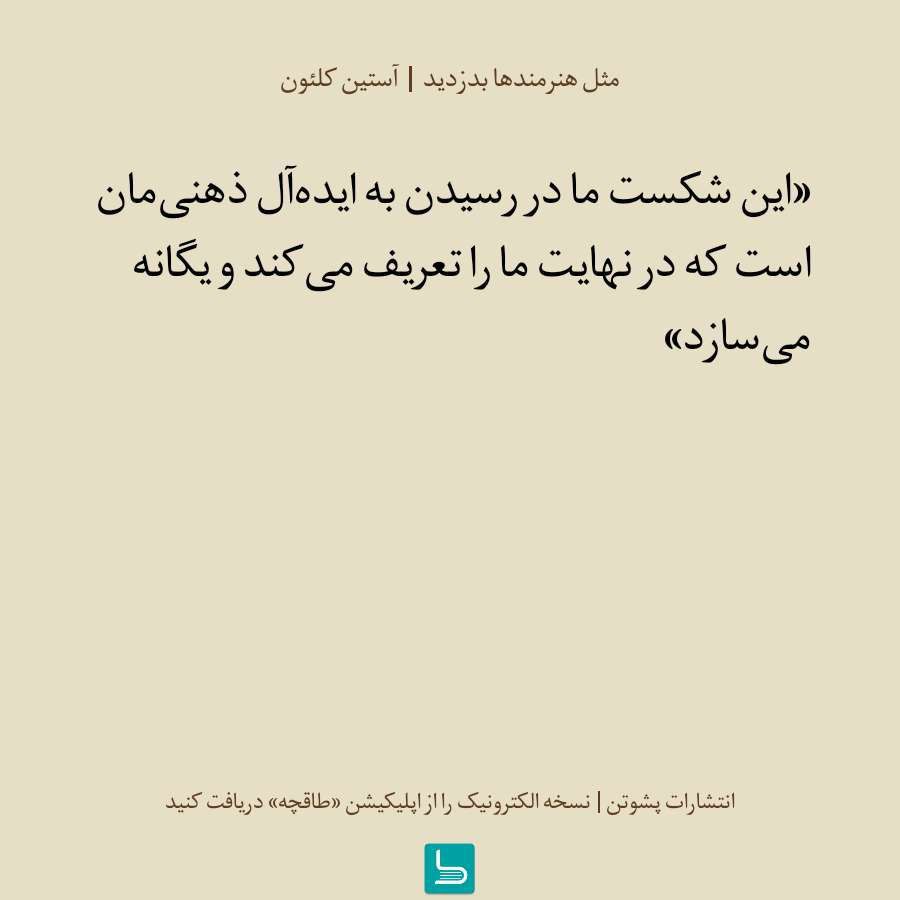 مثل هنرمندها بدزدید | آستین کلئون
«این شکست ما در رسیدن به ایده‌آل ذهنی‌مان
است که در نهایت ما را تعریف می‌کند و یگانه
می‌سازد»
انتشارات پشوتن | نسخه الکترونیک را از اپلیکیشن «طاقچه» دریافت کنید